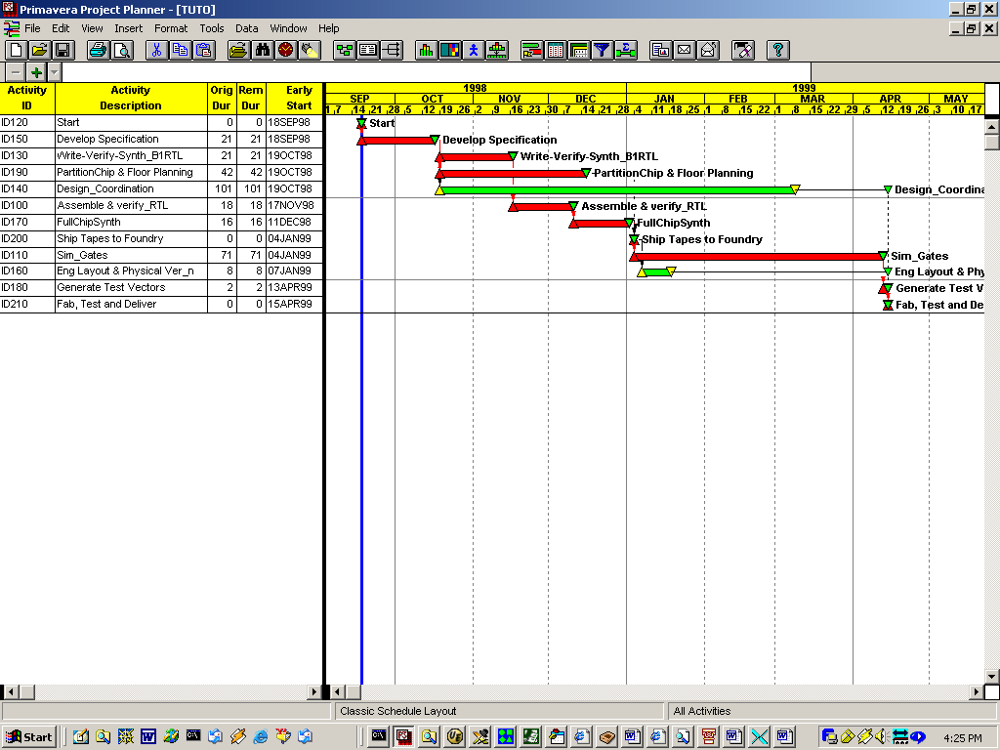 Primavera Project Planner - [TUTO]
File Edit View Insert Format Tools Data Window Help
1998 1999
Activity Activity Orig Rem Early SEP OCT NOV DEC JAN FEB MAR APR MAY
ID Description Dur Dur Start 1 ,7 ,14 ,21 ,28 ,5 ,12 ,19 ,26 ,2 ,9 ,16 ,23 ,30 ,7 ,14 ,21 ,28 ,4 ,11 ,18 ,25 ,1 ,8 ,15 ,22 ,1 ,8 ,15 ,22 ,29 ,5 ,12 ,19 ,26 ,3 ,10 ,17
ID120 Start 0 0 18SEP98 Start
ID150 Develop Specification 21 21 18SEP98 Develop Specification
ID130 Write-Verify-Synth_B1RTL 21 21 19OCT98 Write-Verify-Synth_B1RTL
ID190 PartitionChip & Floor Planning 42 42 19OCT98 PartitionChip & Floor Planning
ID140 Design_Coordination 101 101 19OCT98 Design_Coordina
ID100 Assemble & verify_RTL 18 18 17NOV98 Assemble & verify_RTL
ID170 FullChipSynth 16 16 11DEC98 FullChipSynth
ID200 Ship Tapes to Foundry 0 0 04JAN99 Ship Tapes to Foundry
ID110 Sim_Gates 71 71 04JAN99 Sim_Gates
ID160 Eng Layout & Physical Ver_n 8 8 07JAN99 Eng Layout & Phy
ID180 Generate Test Vectors 2 2 13APR99 Generate Test V
ID210 Fab, Test and Deliver 0 0 15APR99 Fab, Test and De
Classic Schedule Layout All Activities
Start 4:25 PM